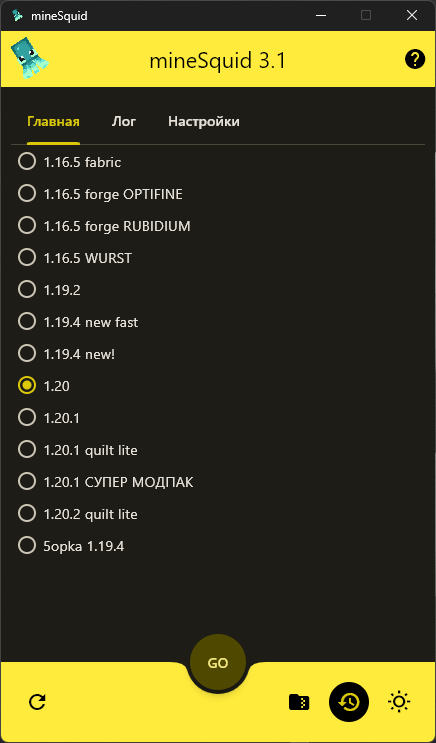 mineSquid
mineSquid 3.1
Главная Лог Настройки
1.16.5 fabric
1.16.5 forge OPTIFINE
1.16.5 forge RUBIDIUM
1.16.5 WURST
1.19.2
1.19.4 new fast
1.19.4 new!
1.20
1.20.1
1.20.1 quilt lite
1.20.1 СУПЕР МОДПАК
1.20.2 quilt lite
5opka 1.19.4
GO